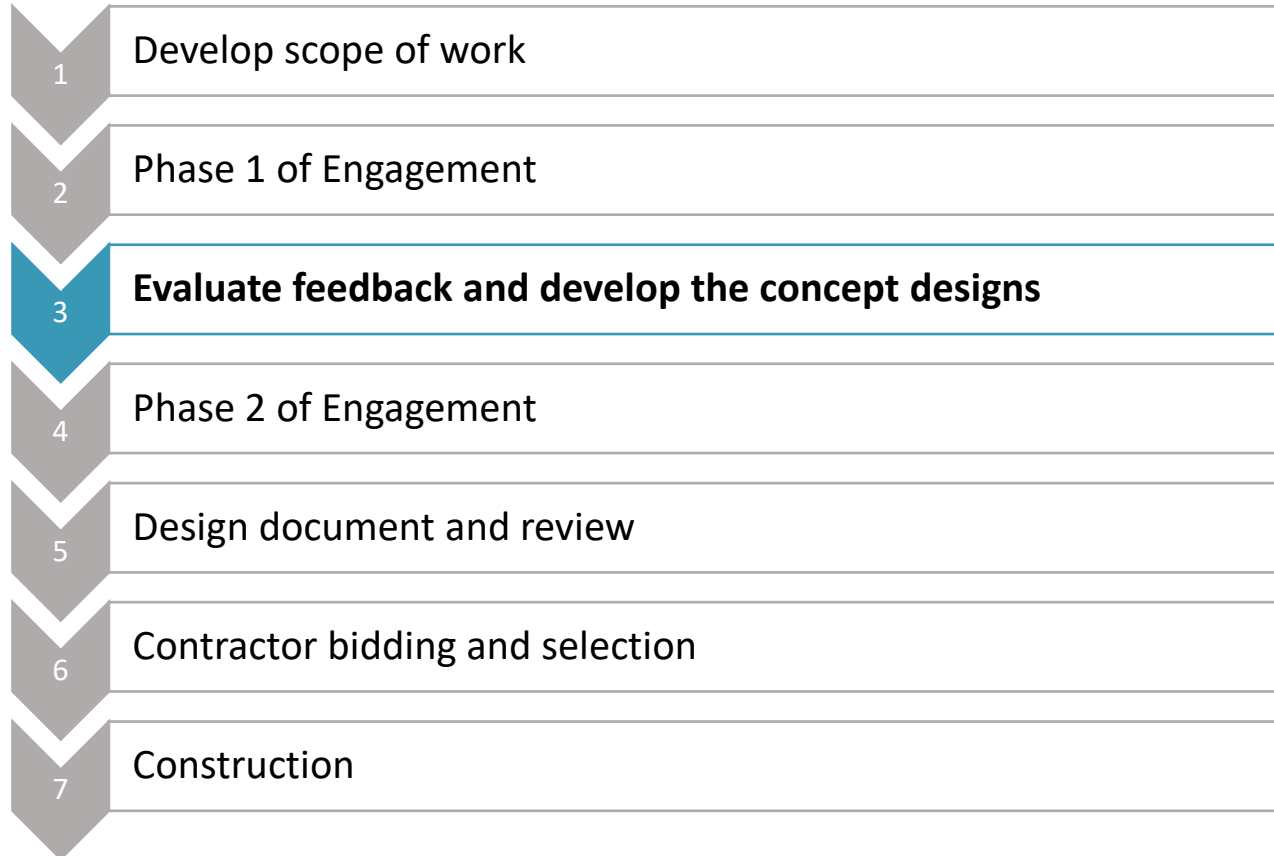 1
Develop scope of work
2
Phase 1 of Engagement
3
Evaluate feedback and develop the concept designs
4
Phase 2 of Engagement
5
Design document and review
6
Contractor bidding and selection
7
Construction